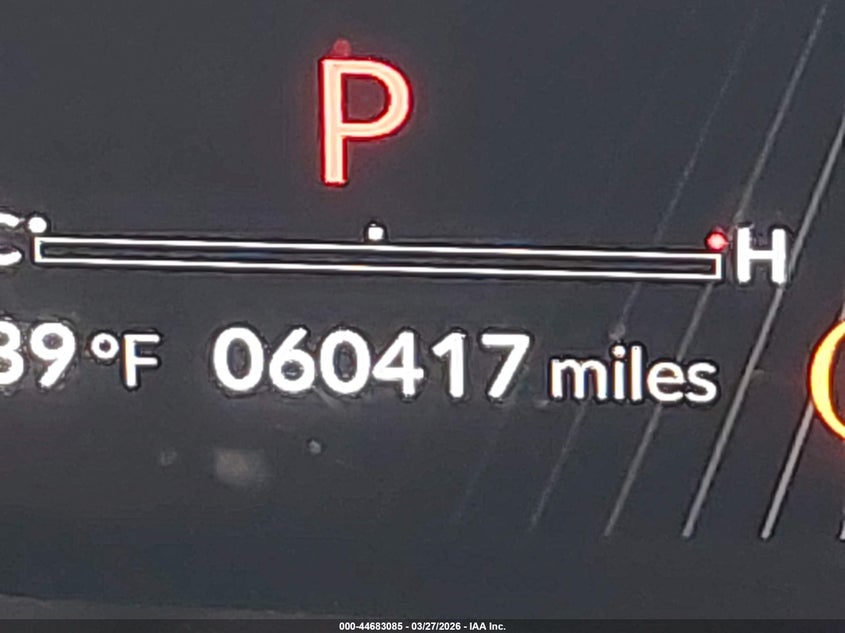 P
C H
39°F 060417 miles
000-44683085 - 03/27/2026 - IAA Inc.